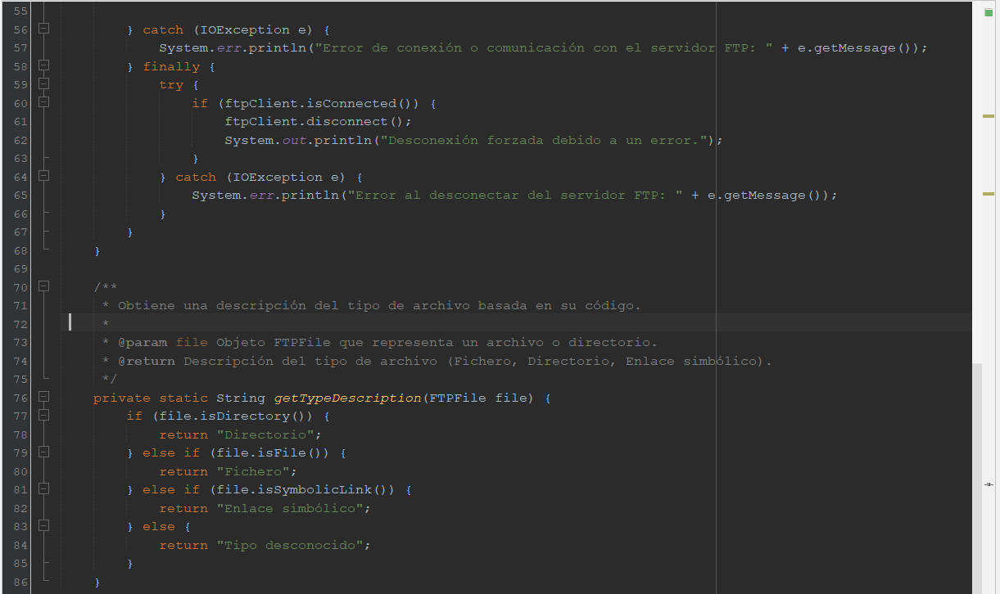 55
56 } catch (IOException e) {
57 System.err.println("Error de conexión o comunicación con el servidor FTP: " + e.getMessage());
58 } finally {
59 try {
60 if (ftpClient.isConnected()) {
61 ftpClient.disconnect();
62 System.out.println("Desconexión forzada debido a un error.");
63 }
64 } catch (IOException e) {
65 System.err.println("Error al desconectar del servidor FTP: " + e.getMessage());
66 }
67 }
68 }
69
70 /**
71 * Obtiene una descripción del tipo de archivo basada en su código.
72 *
73 * @param file Objeto FTPFile que representa un archivo o directorio.
74 * @return Descripción del tipo de archivo (Fichero, Directorio, Enlace simbólico).
75 */
76 private static String getTypeDescription(FTPFile file) {
77 if (file.isDirectory()) {
78 return "Directorio";
79 } else if (file.isFile()) {
80 return "Fichero";
81 } else if (file.isSymbolicLink()) {
82 return "Enlace simbólico";
83 } else {
84 return "Tipo desconocido";
85 }
86 }